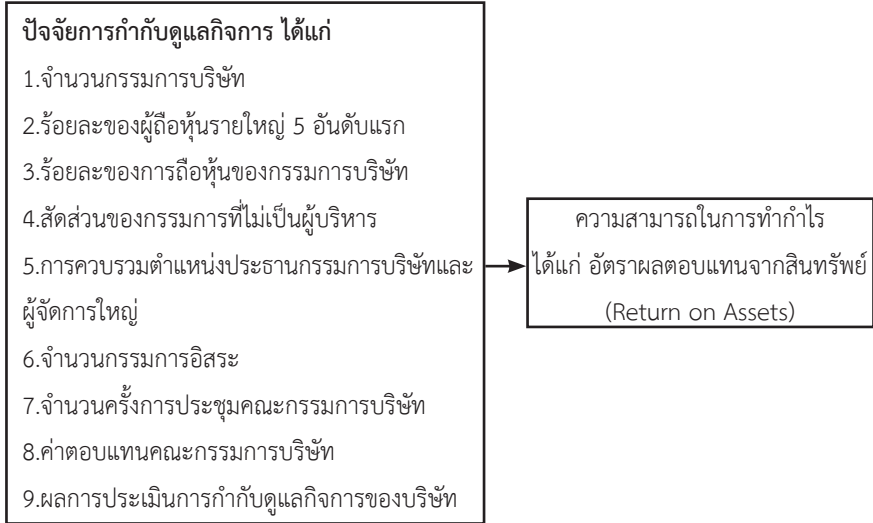 ปัจจัยการกำกับดูแลกิจการ ได้แก่
1.จำนวนกรรมการบริษัท
2.ร้อยละของผู้ถือหุ้นรายใหญ่ 5 อันดับแรก
3.ร้อยละของการถือหุ้นของกรรมการบริษัท
4.สัดส่วนของกรรมการที่ไม่เป็นผู้บริหาร
5.การควบรวมตำแหน่งประธานกรรมการบริษัทและ
ผู้จัดการใหญ่
6.จำนวนกรรมการอิสระ
7.จำนวนครั้งการประชุมคณะกรรมการบริษัท
8.ค่าตอบแทนคณะกรรมการบริษัท
9.ผลการประเมินการกำกับดูแลกิจการของบริษัท
ความสามารถในการทำกำไร
ได้แก่ อัตราผลตอบแทนจากสินทรัพย์
(Return on Assets)